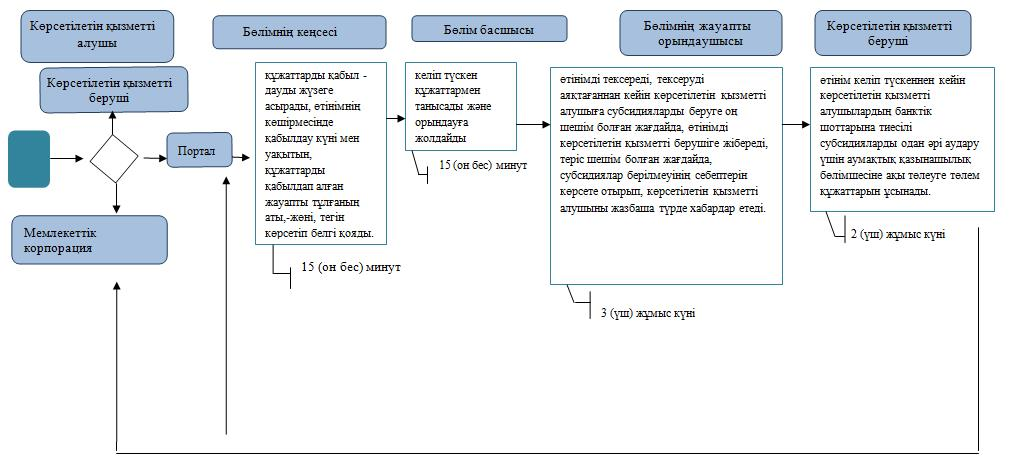 Көрсетілетін қызметті
алушы
Бөлімнің кеңсесі
Бөлім басшысы
Бөлімнің жауапты
орындаушысы
Көрсетілетін қызметті
беруші
Көрсетілетін қызметті
беруші
Портал
Мемлекеттік
корпорация
құжаттарды қабыл -
дауды жүзеге
асырады, өтінімнің
көшірмесінде
қабылдау күні мен
уақытын,
құжаттарды
қабылдап алған
жауапты тұлғаның
аты,-жөні, тегін
көрсетіп белгі қояды.
15 (он бес) минут
келіп түскен
құжаттармен
танысады және
орындауға
жолдайды
15 (он бес) минут
өтінімді тексереді, тексеруді
аяқтағаннан кейін көрсетілетін қызметті
алушыға субсидияларды беруге оң
шешім болған жағдайда, өтінімді
көрсетілетін қызметті берушіге жібереді,
теріс шешім болған жағдайда,
субсидиялар берілмеуінің себептерін
көрсете отырып, көрсетілетін қызметті
алушыны жазбаша түрде хабардар етеді.
3 (үш) жұмыс күні
өтінім келіп түскеннен кейін
көрсетілетін қызметті
алушылардың банктік
шоттарына тиесілі
субсидияларды одан әрі аудару
үшін аумақтық қазынашылық
бөлімшесіне ақы төлеуге төлем
құжаттарын ұсынады.
2 (үш) жұмыс күні